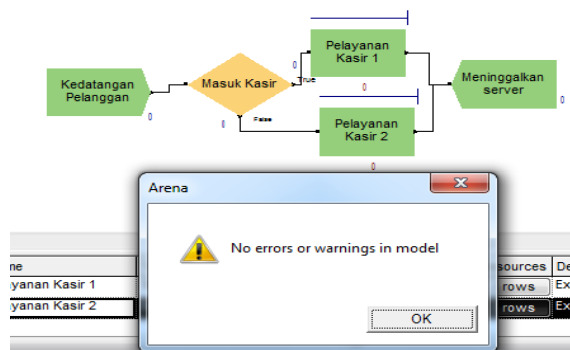 Kedatangan
Pelanggan
0
Masuk Kasir
0
True
0
False
Pelayanan
Kasir 1
0
Pelayanan
Kasir 2
0
Meninggalkan
server
0
Arena
No errors or warnings in model
OK
me
sources
De
yanan Kasir 1
rows
Ex
yanan Kasir 2
rows
Ex